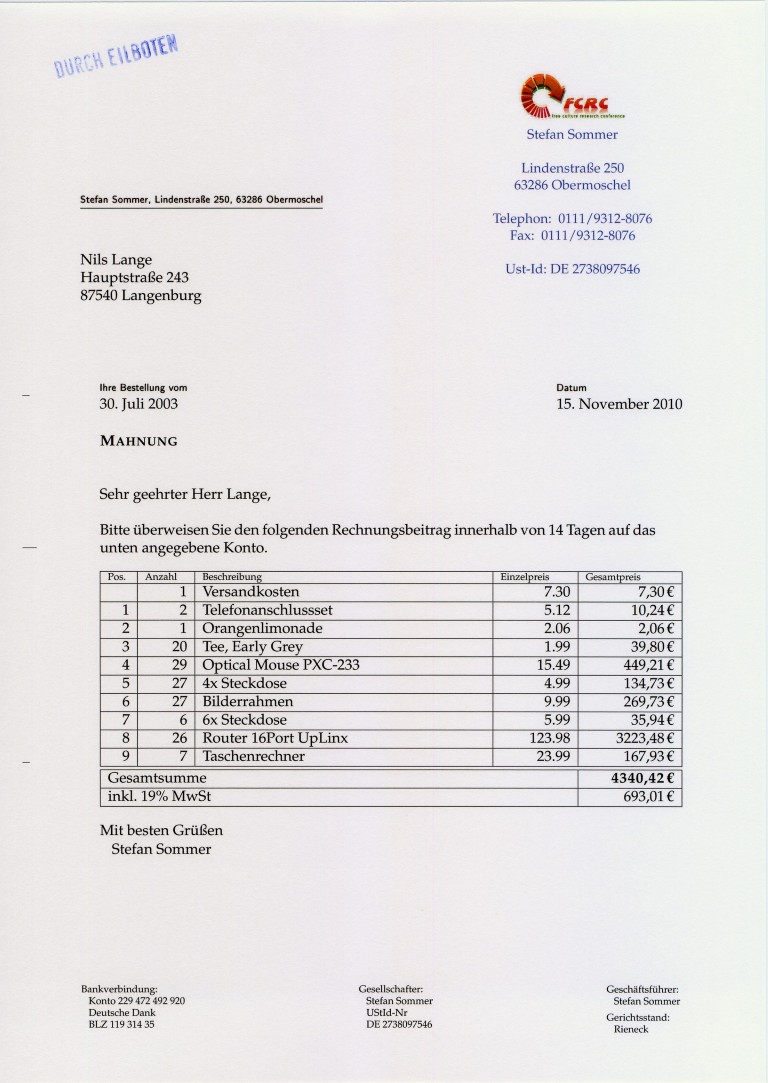 DURCH EILBOTEN
FCRC
free culture research conference
Stefan Sommer
Lindenstraße 250
63286 Obermoschel
Stefan Sommer, Lindenstraße 250, 63286 Obermoschel
Telephon: 0111/9312-8076
Fax: 0111/9312-8076
Ust-Id: DE 2738097546
Nils Lange
Hauptstraße 243
87540 Langenburg
Ihre Bestellung vom Datum
30. Juli 2003 15. November 2010
MAHNUNG
Sehr geehrter Herr Lange,
Bitte überweisen Sie den folgenden Rechnungsbeitrag innerhalb von 14 Tagen auf das
unten angegebene Konto.
Pos. Anzahl Beschreibung Einzelpreis Gesamtpreis
1 Versandkosten 7.30 7,30 €
1 2 Telefonanschlussset 5.12 10,24 €
2 1 Orangenlimonade 2.06 2,06 €
3 20 Tee, Early Grey 1.99 39,80 €
4 29 Optical Mouse PXC-233 15.49 449,21 €
5 27 4x Steckdose 4.99 134,73 €
6 27 Bilderrahmen 9.99 269,73 €
7 6 6x Steckdose 5.99 35,94 €
8 26 Router 16Port UpLinx 123.98 3223,48 €
9 7 Taschenrechner 23.99 167,93 €
Gesamtsumme 4340,42 €
inkl. 19% MwSt 693,01 €
Mit besten Grüßen
Stefan Sommer
Bankverbindung:
Konto 229 472 492 920
Deutsche Dank
BLZ 119 314 35
Gesellschafter:
Stefan Sommer
UStId-Nr
DE 2738097546
Geschäftsführer:
Stefan Sommer
Gerichtsstand:
Rieneck